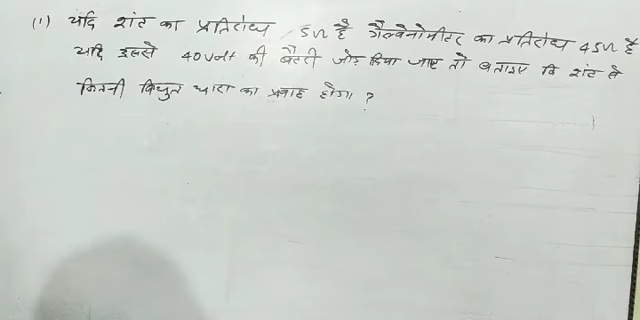 (1) यदि शंट का प्रतिरोध 5Ω है गैल्वेनोमीटर का प्रतिरोध 45Ω है
यदि इससे 40Volt की बैटरी जोड़ दिया जाए तो बताइए कि शंट से
कितनी विधुत धारा का प्रवाह होगा ?